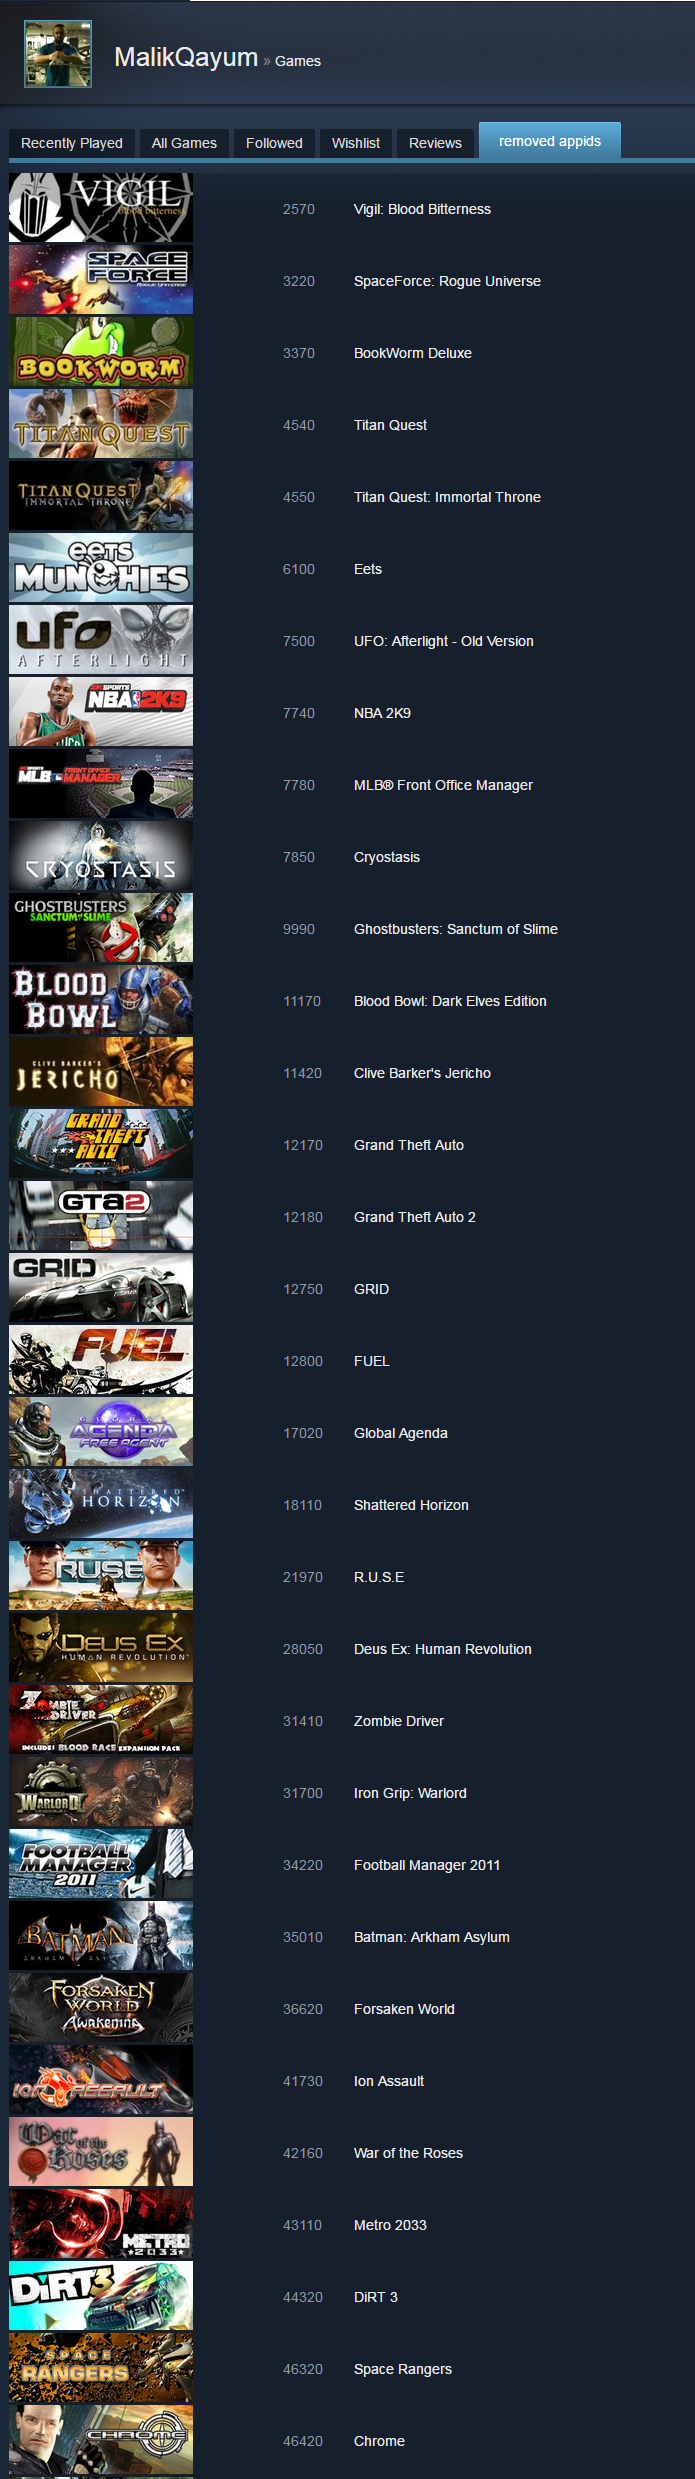 MalikQayum » Games
Recently Played All Games Followed Wishlist Reviews removed appids
VIGIL
blood bitterness
2570 Vigil: Blood Bitterness
SPACE
FORCE
ROGUE UNIVERSE
3220 SpaceForce: Rogue Universe
BOOKWORM
3370 BookWorm Deluxe
TITAN QUEST
4540 Titan Quest
TITAN QUEST
IMMORTAL THRONE
4550 Titan Quest: Immortal Throne
eets
MUNCHIES
6100 Eets
ufo
AFTERLIGHT
7500 UFO: Afterlight - Old Version
SPORTS
NBA 2K9
7740 NBA 2K9
SPORTS
MLB FRONT OFFICE
MANAGER
7780 MLB® Front Office Manager
CRYOSTASIS
7850 Cryostasis
GHOSTBUSTERS
SANCTUM of SLIME
9990 Ghostbusters: Sanctum of Slime
BLOOD
BOWL
11170 Blood Bowl: Dark Elves Edition
CLIVE BARKER'S
JERICHO
11420 Clive Barker's Jericho
GRAND
THEFT
AUTO
12170 Grand Theft Auto
GTA2
12180 Grand Theft Auto 2
GRID
12750 GRID
FUEL
12800 FUEL
GLOBAL
AGENDA
FREE AGENT
17020 Global Agenda
SHATTERED
HORIZON
18110 Shattered Horizon
RUSE
21970 R.U.S.E
DEUS EX
HUMAN REVOLUTION™
28050 Deus Ex: Human Revolution
ZOMBIE
DRIVER
INCLUDES BLOOD RACE EXPANSION PACK
31410 Zombie Driver
WARLORD
31700 Iron Grip: Warlord
FOOTBALL
MANAGER
2011
34220 Football Manager 2011
BATMAN
ARKHAM ASYLUM
35010 Batman: Arkham Asylum
FORSAKEN
WORLD
Awakening
36620 Forsaken World
ION ASSAULT
41730 Ion Assault
War of the
Roses
42160 War of the Roses
METRO
2033
43110 Metro 2033
DiRT3
44320 DiRT 3
SPACE
RANGERS
46320 Space Rangers
CHROME
46420 Chrome